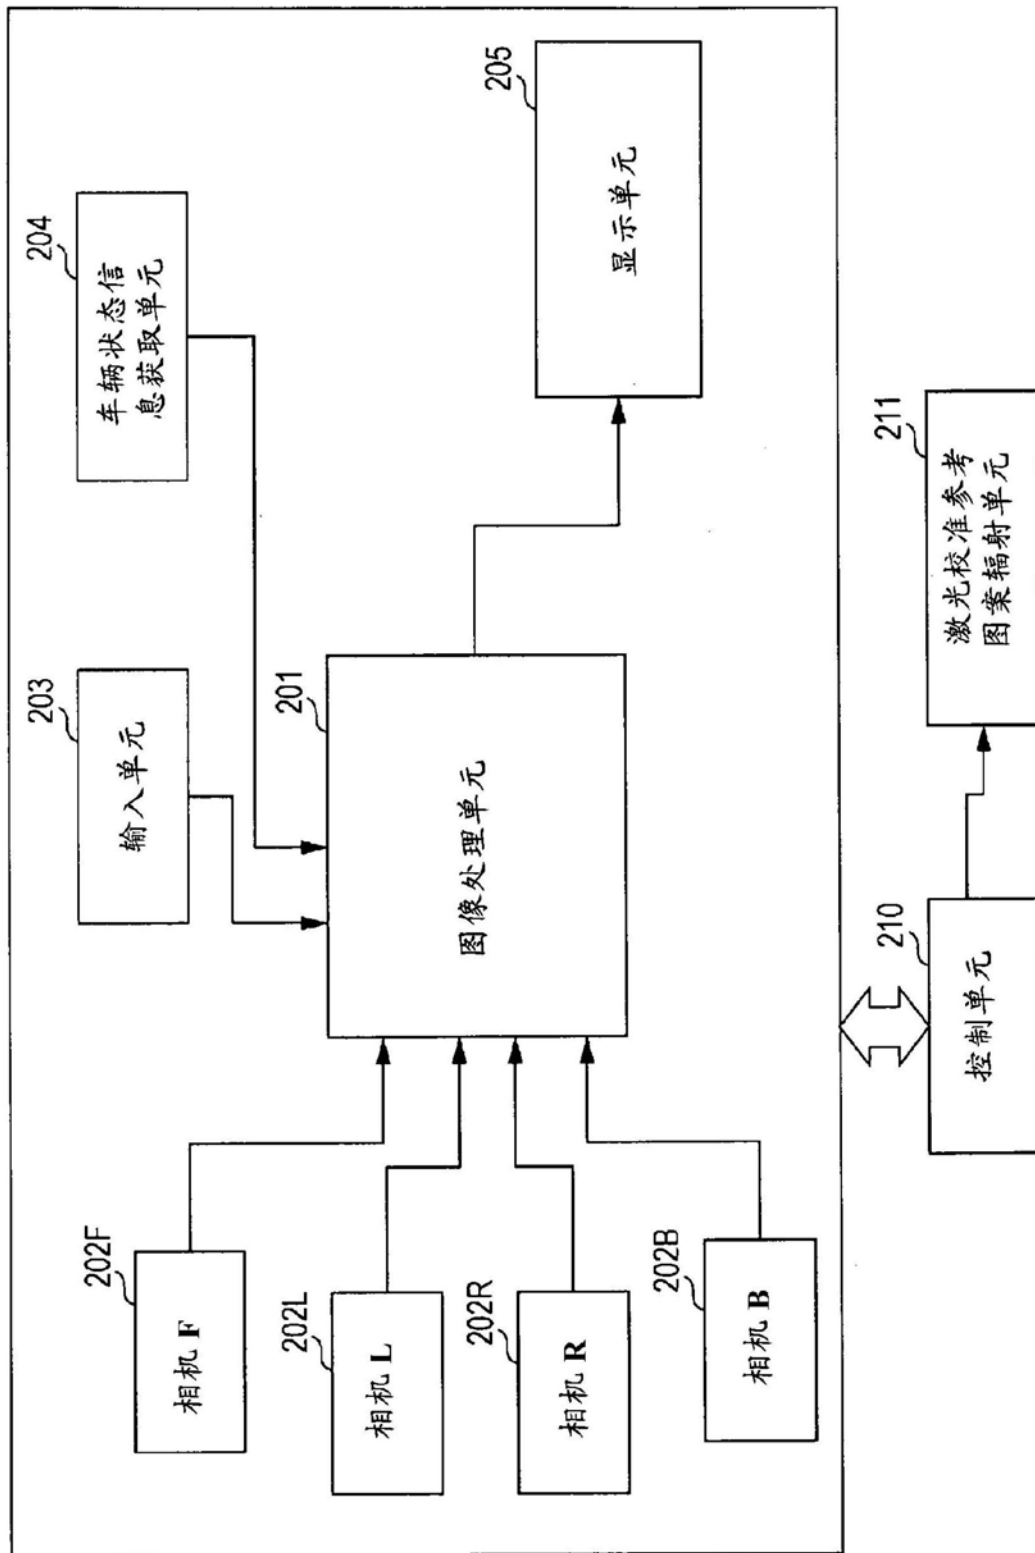 203
输入单元
204
车辆状态信
息获取单元
202F
相机 F
202L
相机 L
202R
相机 R
202B
相机 B
201
图像处理单元
205
显示单元
210
控制单元
211
激光校准参考
图案辐射单元